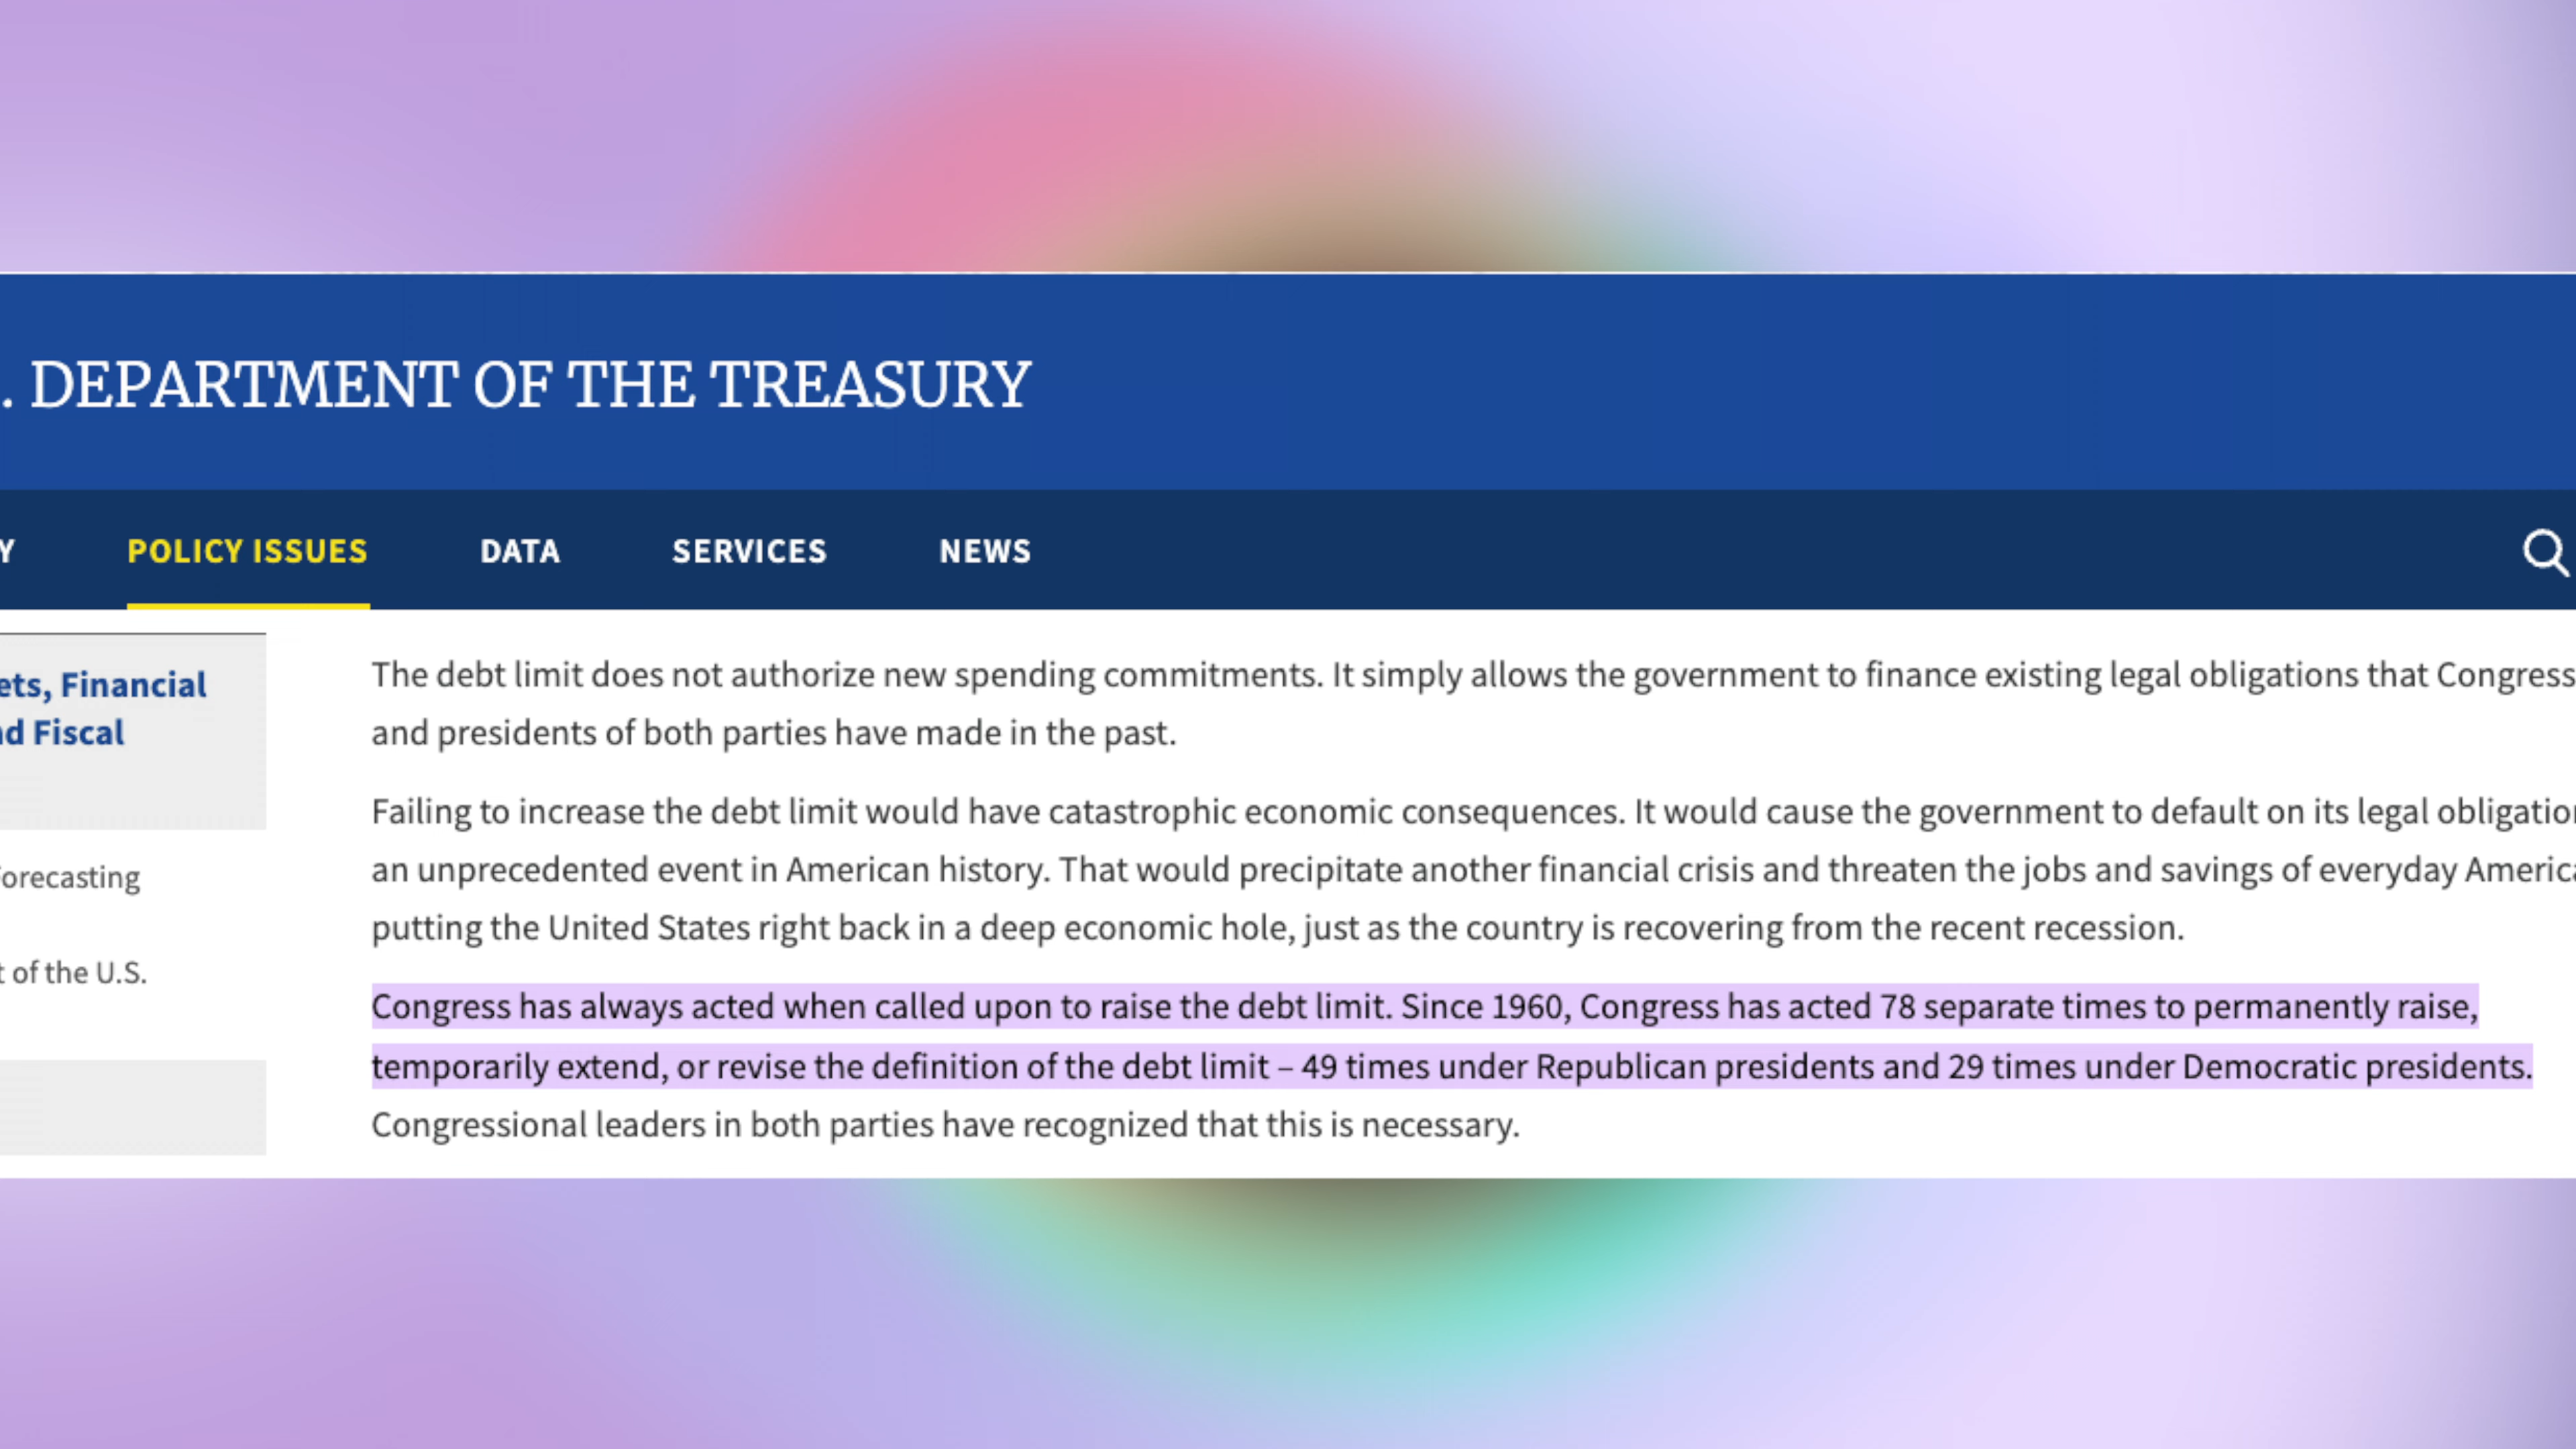 . DEPARTMENT OF THE TREASURY
Y POLICY ISSUES DATA SERVICES NEWS
ets, Financial
nd Fiscal
orecasting
t of the U.S.
The debt limit does not authorize new spending commitments. It simply allows the government to finance existing legal obligations that Congress
and presidents of both parties have made in the past.
Failing to increase the debt limit would have catastrophic economic consequences. It would cause the government to default on its legal obligation
an unprecedented event in American history. That would precipitate another financial crisis and threaten the jobs and savings of everyday America
putting the United States right back in a deep economic hole, just as the country is recovering from the recent recession.
Congress has always acted when called upon to raise the debt limit. Since 1960, Congress has acted 78 separate times to permanently raise,
temporarily extend, or revise the definition of the debt limit – 49 times under Republican presidents and 29 times under Democratic presidents.
Congressional leaders in both parties have recognized that this is necessary.